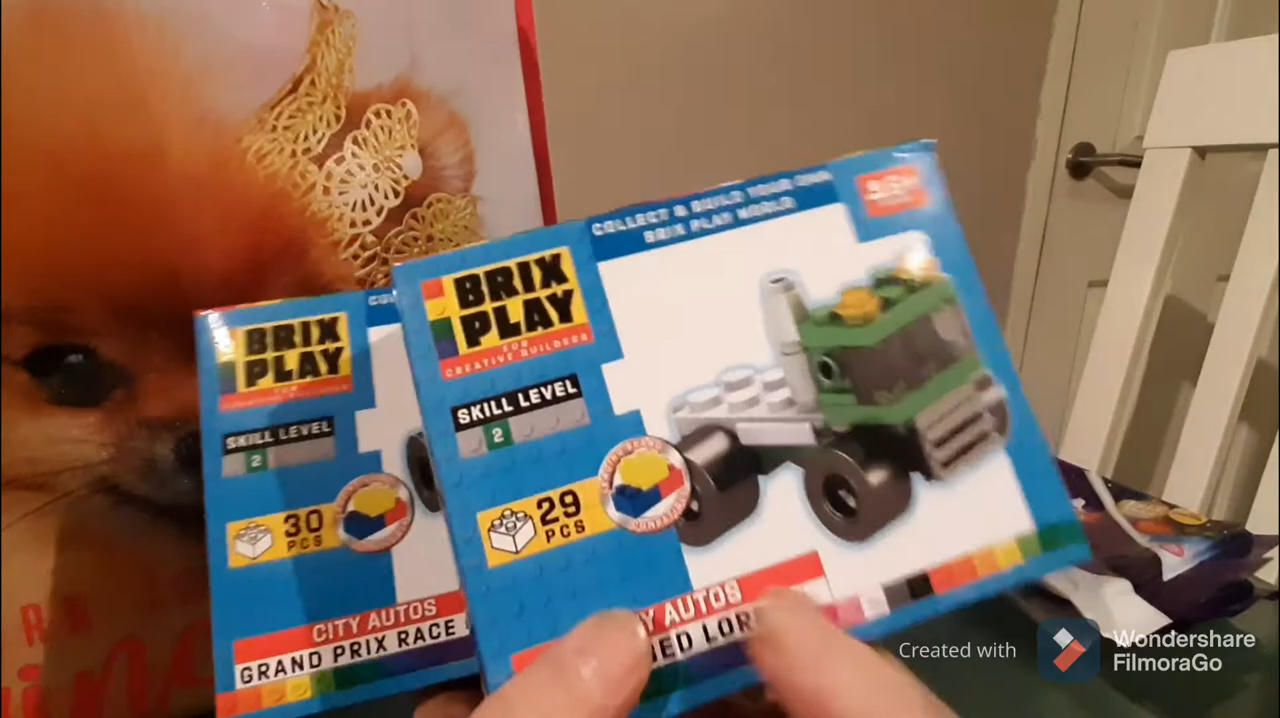 COLLECT & BUILD YOUR OWN
BRIX PLAY WORLD
BRIX
PLAY
FOR
CREATIVE BUILDERS
SKILL LEVEL
2
29
PCS
Y AUTOS
BRIX
PLAY
SKILL LEVEL
2
30
PCS
CITY AUTOS
GRAND PRIX RACE
Created with
Wondershare
FilmoraGo